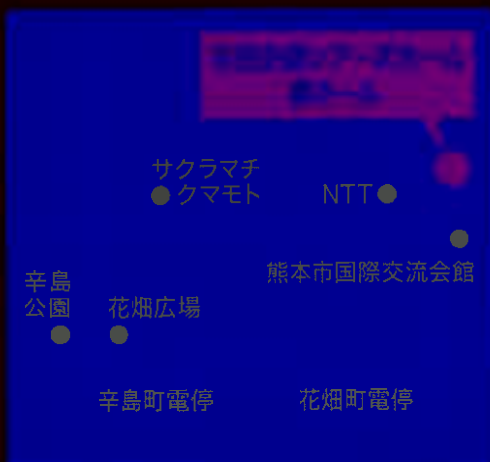 サクラマチ
クマモト
NTT
熊本市国際交流会館
辛島
公園
花畑広場
辛島町電停
花畑町電停